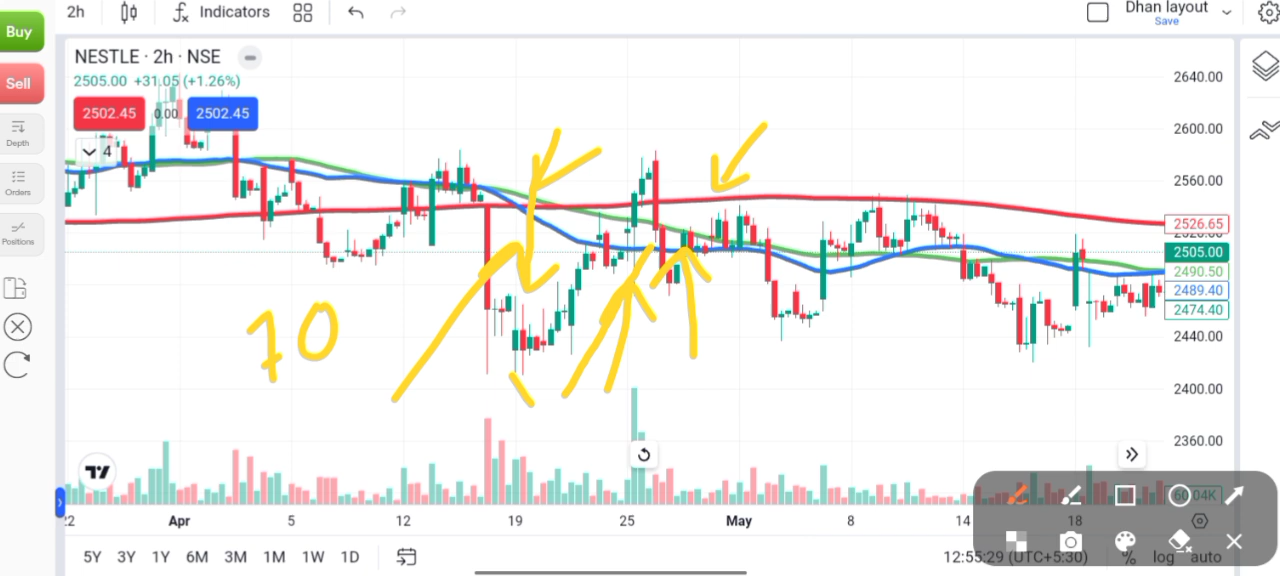 2h Indicators Dhan layout
Save
Buy
NESTLE · 2h · NSE
2505.00 +31.05 (+1.26%)
Sell
2502.45 0.00 2502.45
Depth
4
Orders
Positions
2640.00
2600.00
2560.00
2526.65
2505.00
2490.50
2489.40
2474.40
2440.00
2400.00
2360.00
70
60.04K
22 Apr 5 12 19 25 May 8 14 18
5Y 3Y 1Y 6M 3M 1M 1W 1D 12:55:29 (UTC+5:30) % log auto